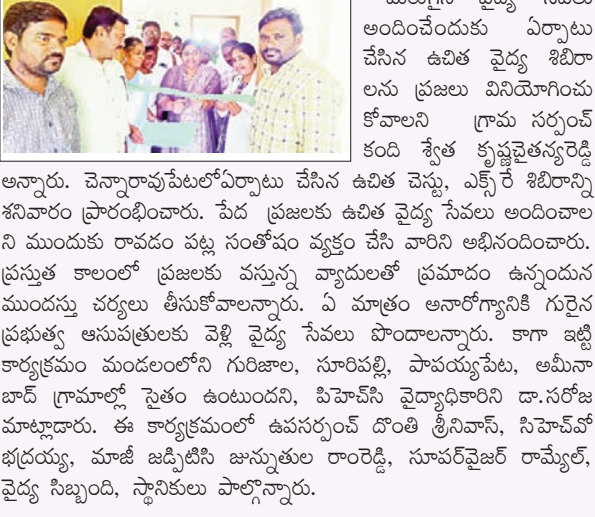 మెరుగైన వైద్య సేవలు
అందించేందుకు ఏర్పాటు
చేసిన ఉచిత వైద్య శిబిరా
లను ప్రజలు వినియోగించు
కోవాలని గ్రామ సర్పంచ్
కంది శ్వేత కృష్ణచైతన్యరెడ్డి
అన్నారు. చెన్నారావుపేటలోఏర్పాటు చేసిన ఉచిత చెస్టు, ఎక్స్ రే శిబిరాన్ని
శనివారం ప్రారంభించారు. పేద ప్రజలకు ఉచిత వైద్య సేవలు అందించాల
ని ముందుకు రావడం పట్ల సంతోషం వ్యక్తం చేసి వారిని అభినందించారు.
ప్రస్తుత కాలంలో ప్రజలకు వస్తున్న వ్యాదులతో ప్రమాదం ఉన్నందున
ముందస్తు చర్యలు తీసుకోవాలన్నారు. ఏ మాత్రం అనారోగ్యానికి గురైన
ప్రభుత్వ ఆసుపత్రులకు వెళ్లి వైద్య సేవలు పొందాలన్నారు. కాగా ఇట్టి
కార్యక్రమం మండలంలోని గురిజాల, సూరిపల్లి, పాపయ్యపేట, అమీనా
బాద్ గ్రామాల్లో సైతం ఉంటుందని, పిహెచ్‌సి వైద్యాధికారిని డా.సరోజ
మాట్లాడారు. ఈ కార్యక్రమంలో ఉపసర్పంచ్ దొంతి శ్రీనివాస్, సిహెచ్‌వో
భద్రయ్య, మాజీ జడ్పిటిసి జున్నుతుల రాంరెడ్డి, సూపర్‌వైజర్ రామ్యేల్,
వైద్య సిబ్బంది, స్థానికులు పాల్గొన్నారు.